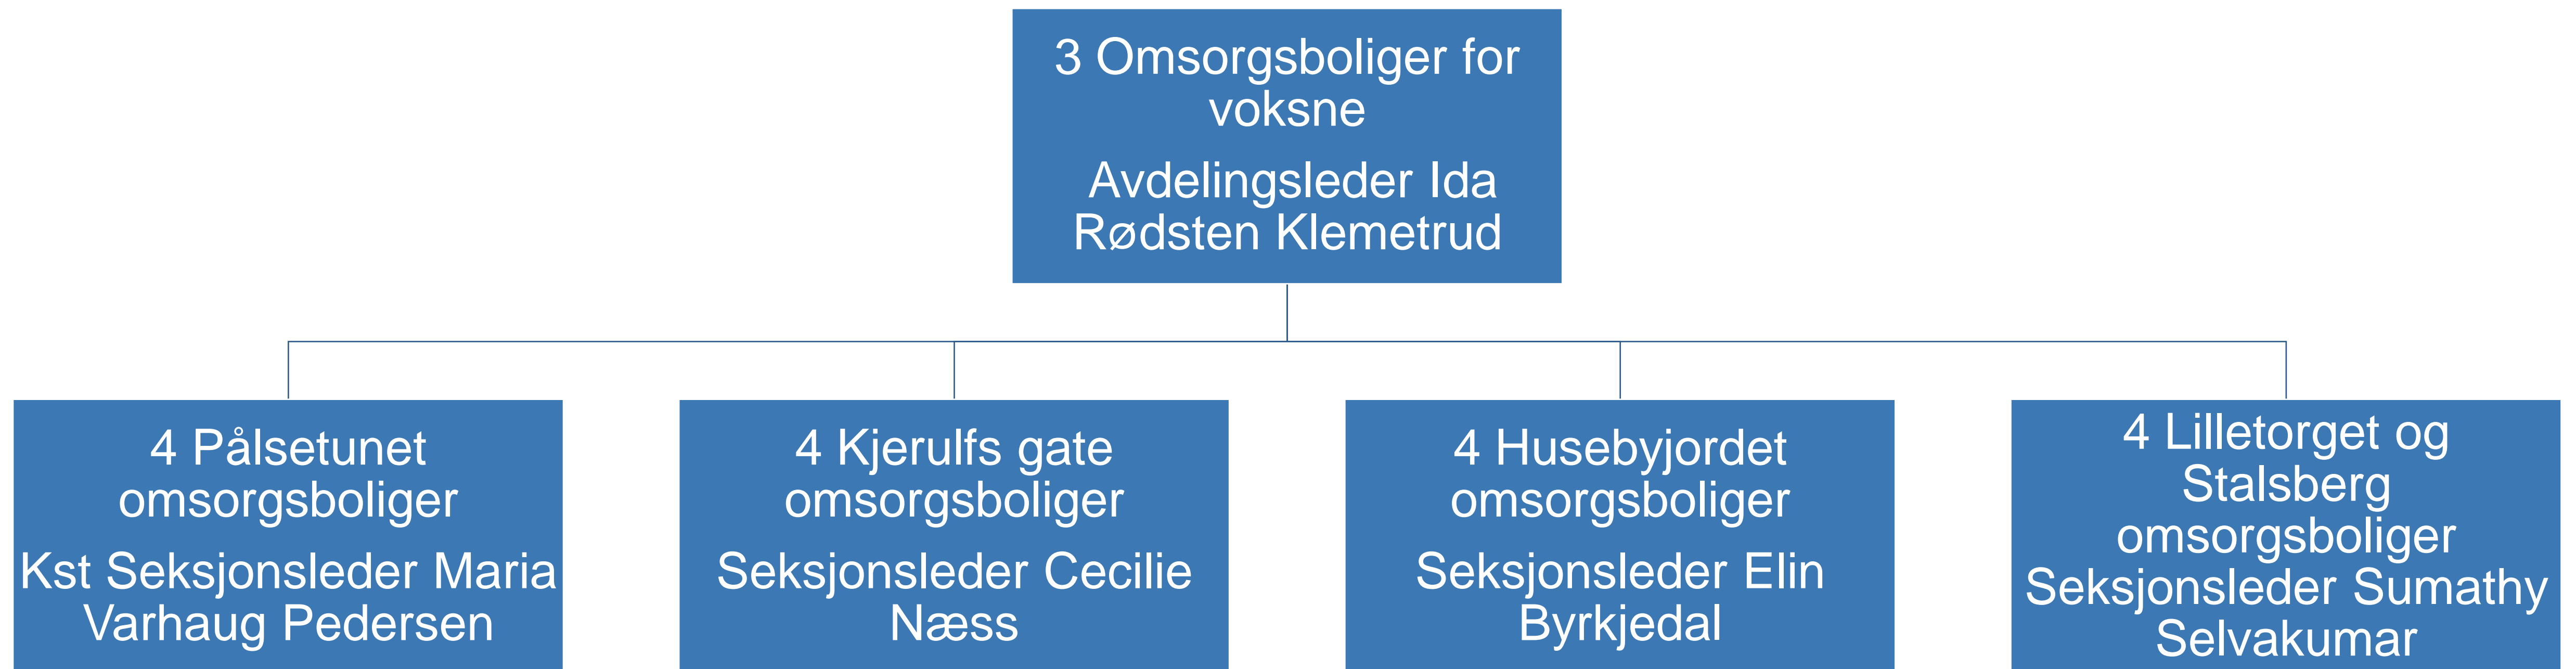 3 Omsorgsboliger for
voksne
Avdelingsleder Ida
Rødsten Klemetrud
4 Pålsetunet
omsorgsboliger
Kst Seksjonsleder Maria
Varhaug Pedersen
4 Kjerulfs gate
omsorgsboliger
Seksjonsleder Cecilie
Næss
4 Husebyjordet
omsorgsboliger
Seksjonsleder Elin
Byrkjedal
4 Lilletorget og
Stalsberg
omsorgsboliger
Seksjonsleder Sumathy
Selvakumar